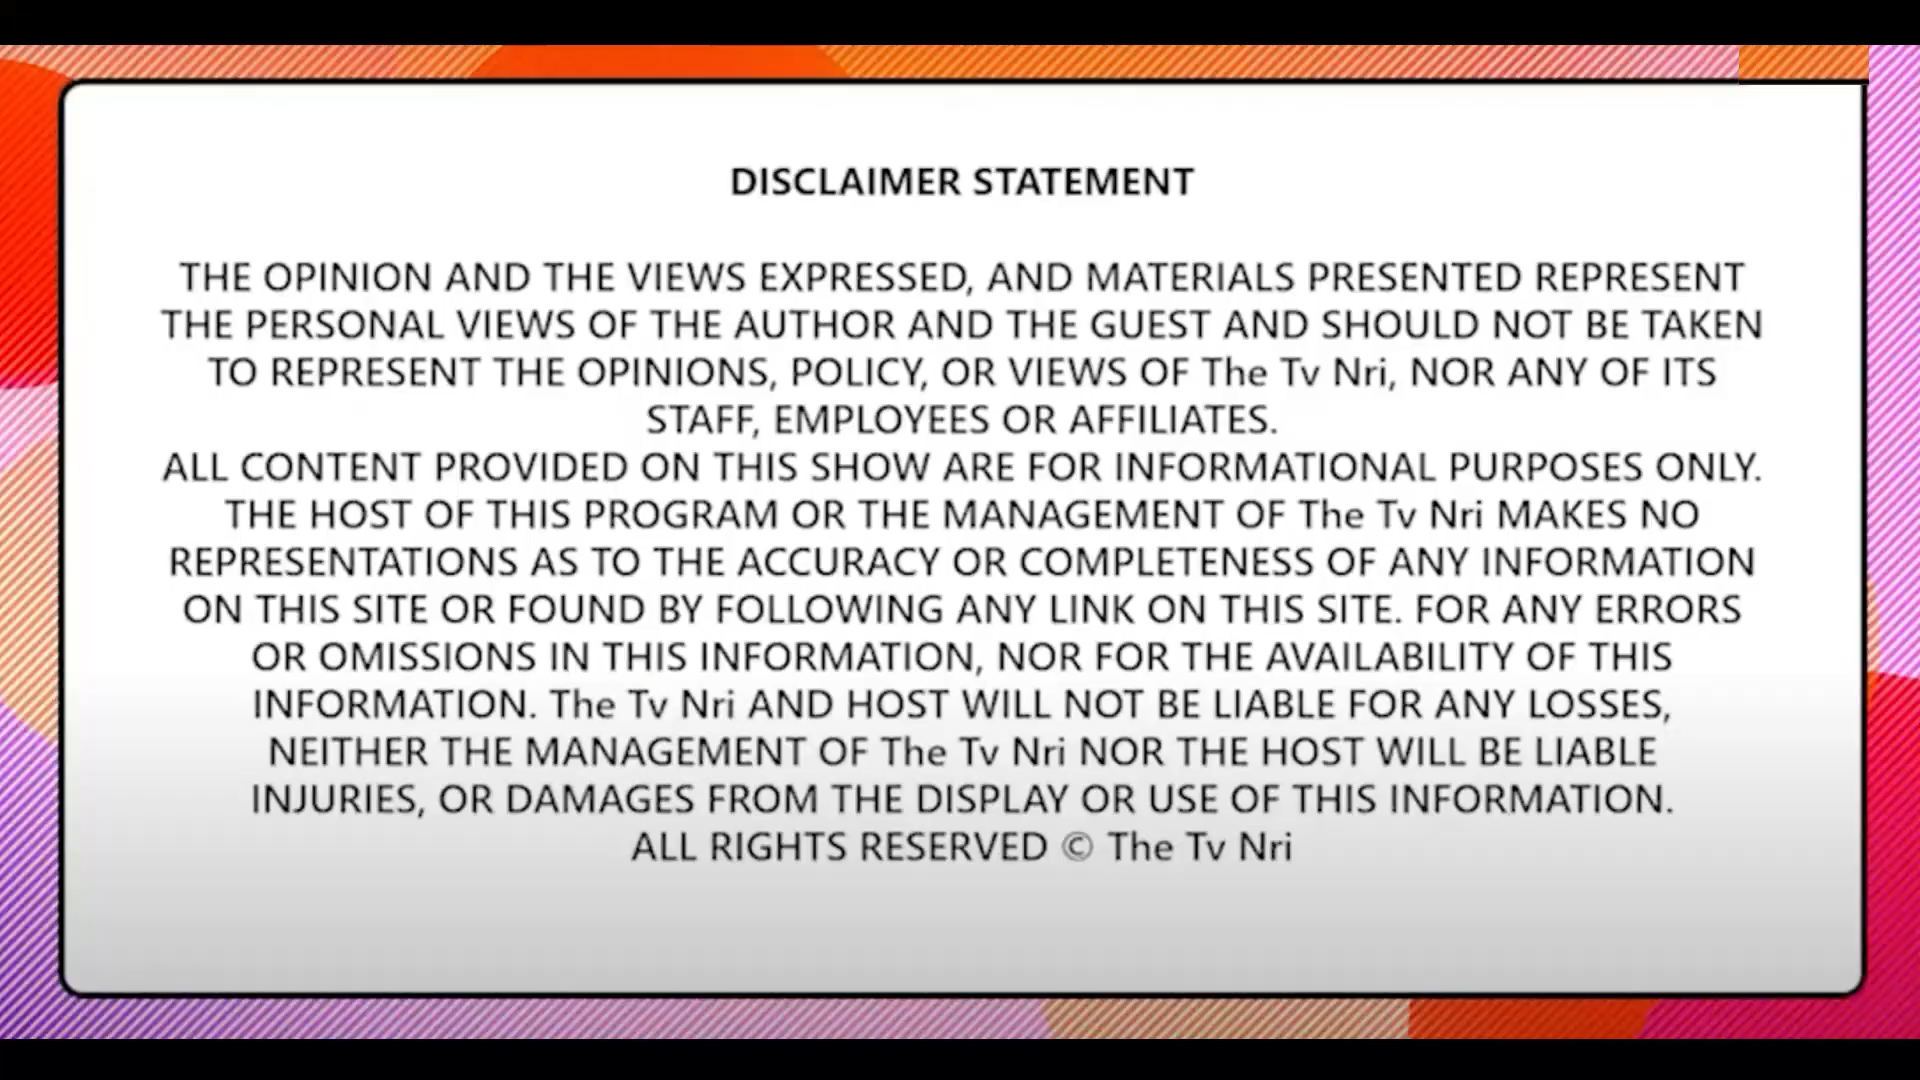 DISCLAIMER STATEMENT
THE OPINION AND THE VIEWS EXPRESSED, AND MATERIALS PRESENTED REPRESENT
THE PERSONAL VIEWS OF THE AUTHOR AND THE GUEST AND SHOULD NOT BE TAKEN
TO REPRESENT THE OPINIONS, POLICY, OR VIEWS OF The Tv Nri, NOR ANY OF ITS
STAFF, EMPLOYEES OR AFFILIATES.
ALL CONTENT PROVIDED ON THIS SHOW ARE FOR INFORMATIONAL PURPOSES ONLY.
THE HOST OF THIS PROGRAM OR THE MANAGEMENT OF The Tv Nri MAKES NO
REPRESENTATIONS AS TO THE ACCURACY OR COMPLETENESS OF ANY INFORMATION
ON THIS SITE OR FOUND BY FOLLOWING ANY LINK ON THIS SITE. FOR ANY ERRORS
OR OMISSIONS IN THIS INFORMATION, NOR FOR THE AVAILABILITY OF THIS
INFORMATION. The Tv Nri AND HOST WILL NOT BE LIABLE FOR ANY LOSSES,
NEITHER THE MANAGEMENT OF The Tv Nri NOR THE HOST WILL BE LIABLE
INJURIES, OR DAMAGES FROM THE DISPLAY OR USE OF THIS INFORMATION.
ALL RIGHTS RESERVED © The Tv Nri